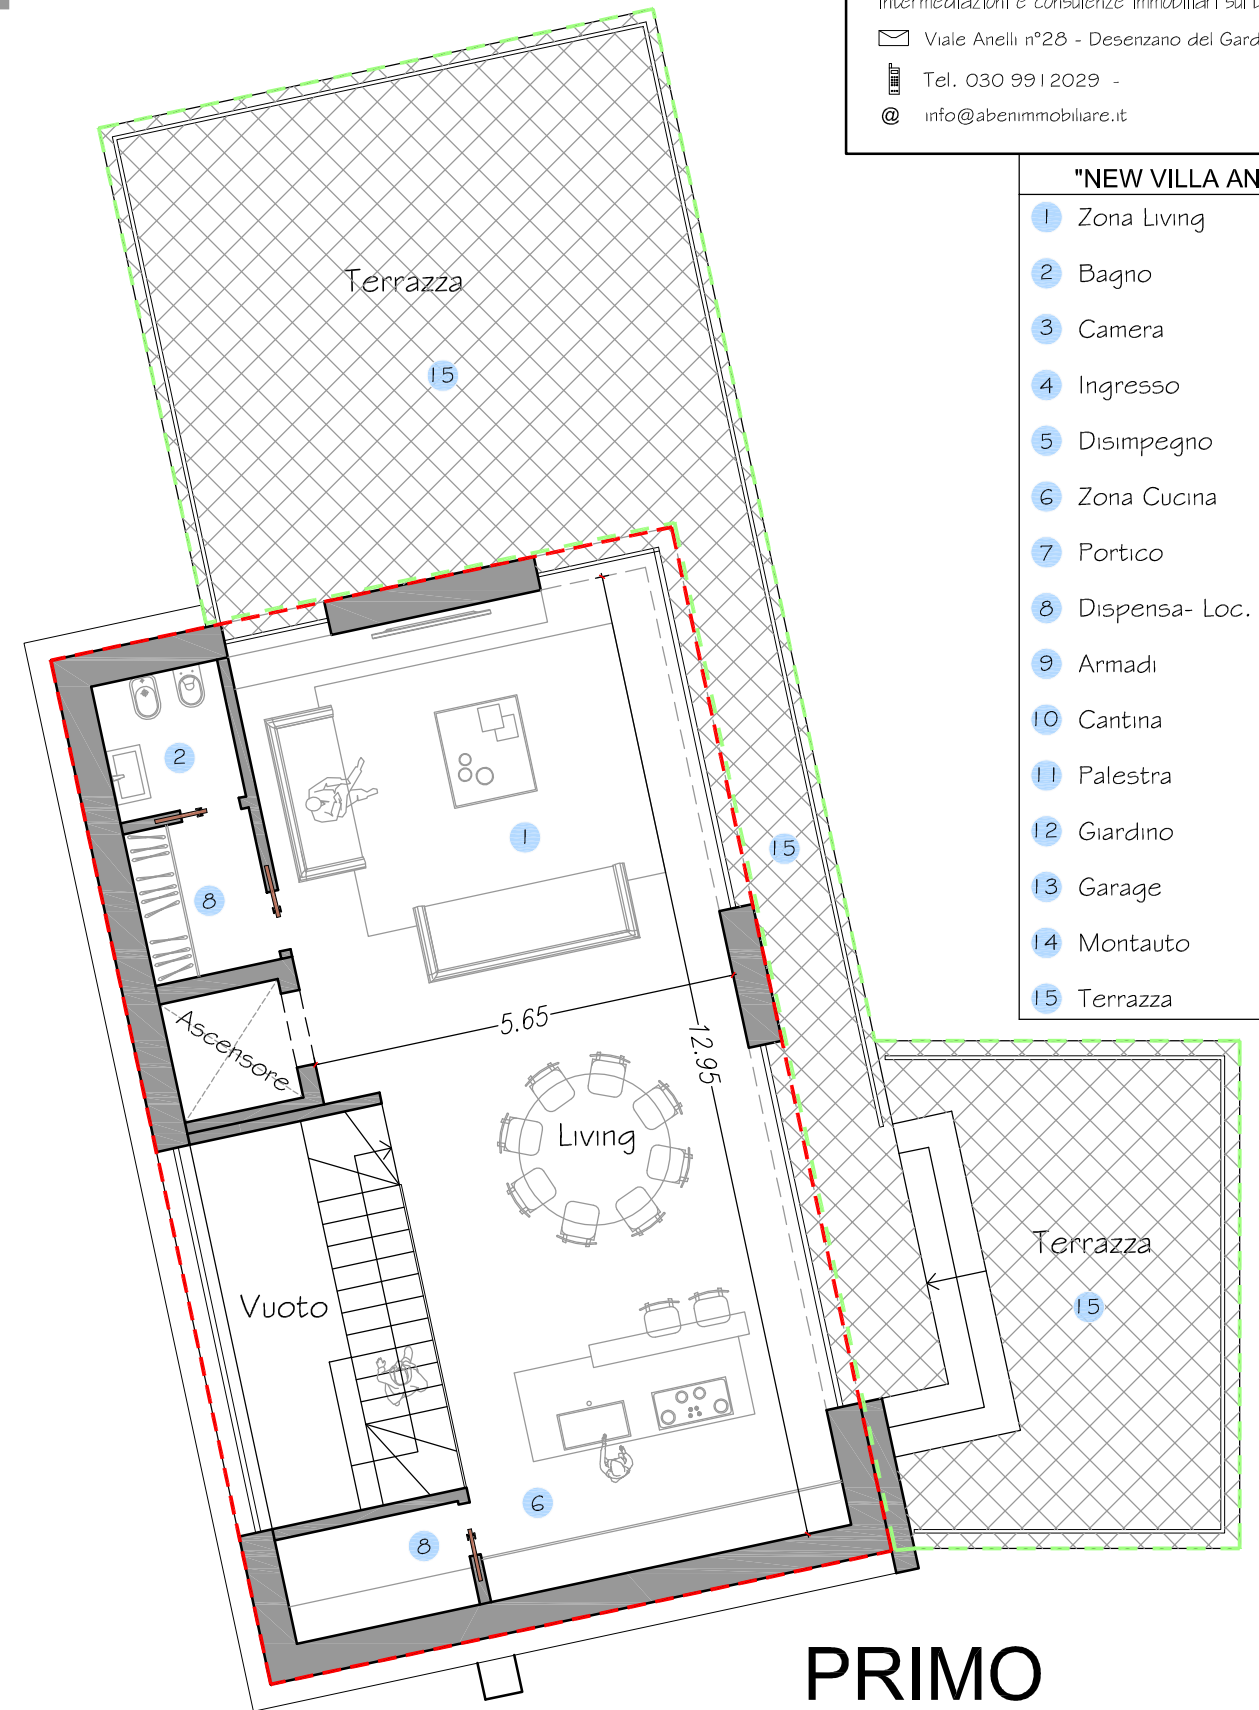 Viale Anelli n°28 - Desenzano del Gard
Tel. 030 9912029 -
@ info@abenimmobiliare.it
"NEW VILLA AN
1 Zona Living
2 Bagno
3 Camera
4 Ingresso
5 Disimpegno
6 Zona Cucina
7 Portico
8 Dispensa- Loc.
9 Armadi
10 Cantina
11 Palestra
12 Giardino
13 Garage
14 Montauto
15 Terrazza
Terrazza
15
2
1
15
8
Ascensore
5.65
12.95
Living
Terrazza
15
Vuoto
6
8
PRIMO